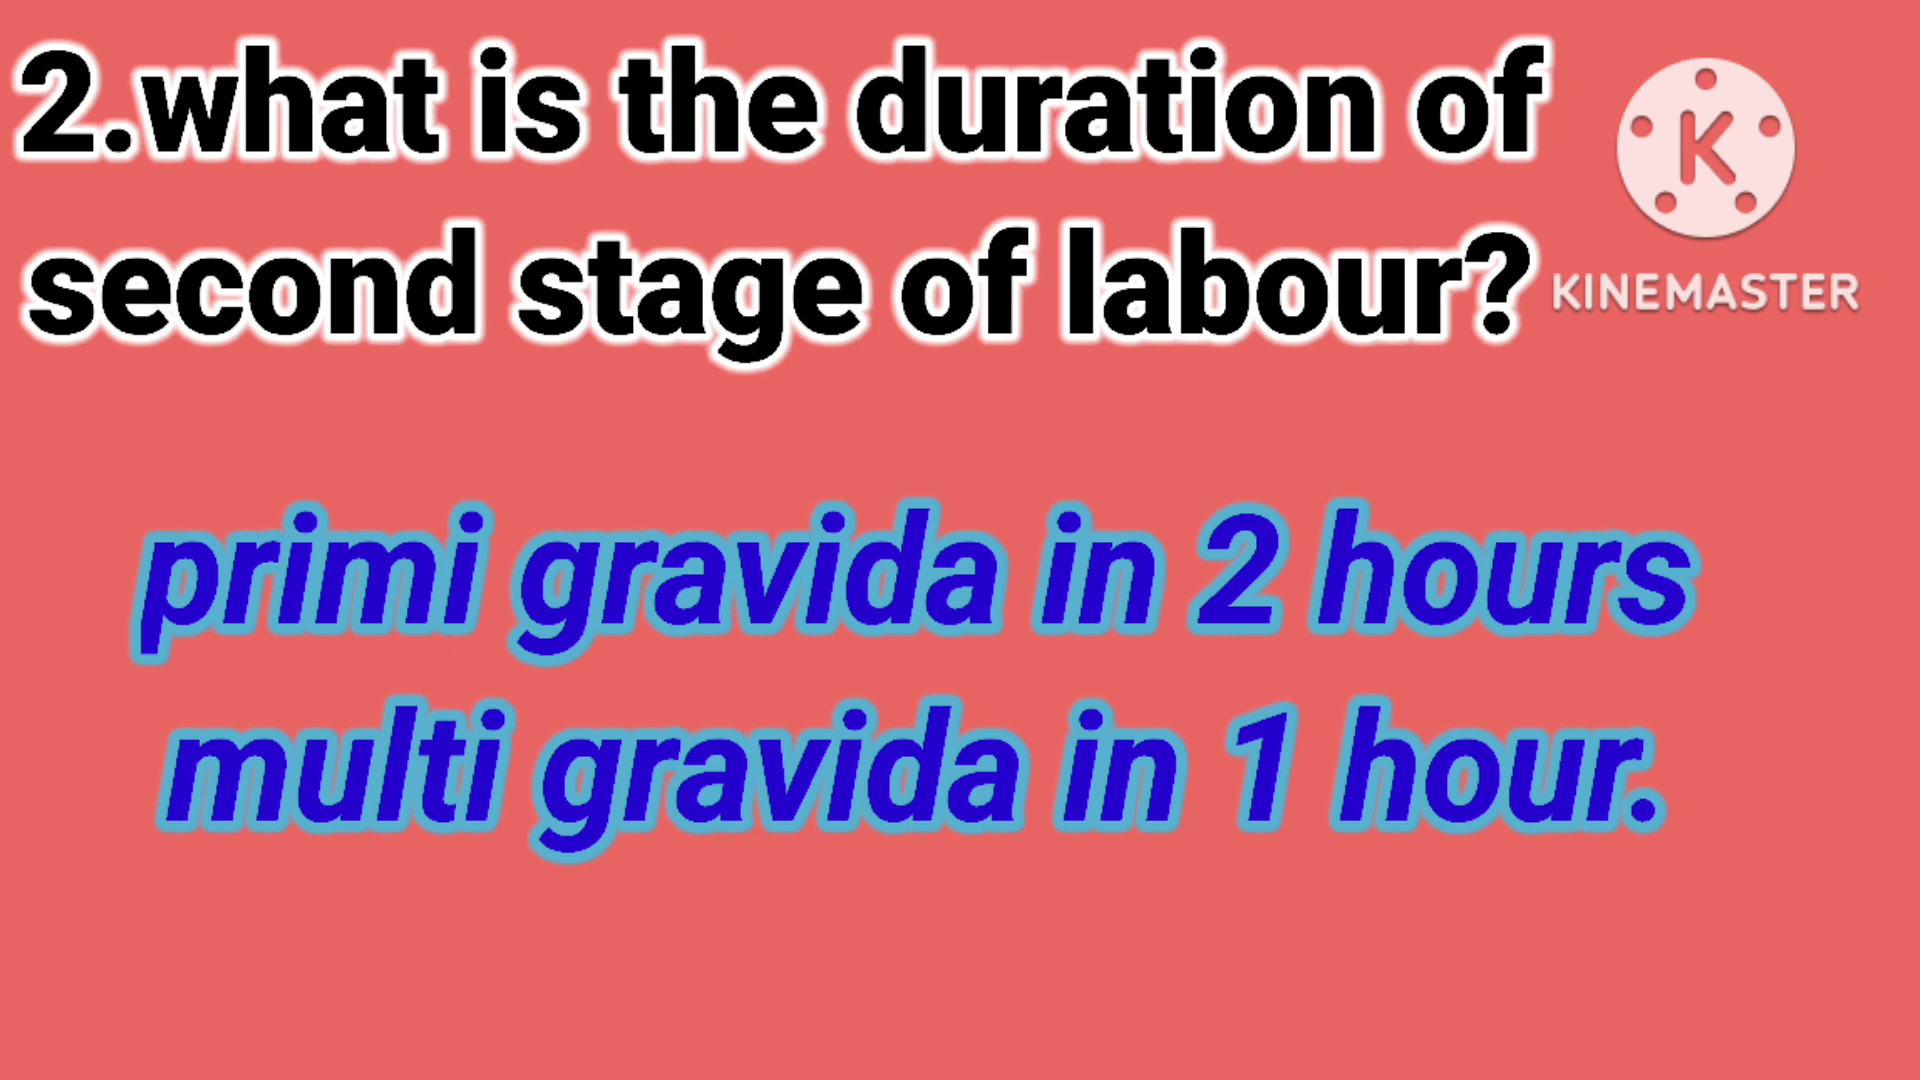 2.what is the duration of
second stage of labour?
K
KINEMASTER
primi gravida in 2 hours
multi gravida in 1 hour.